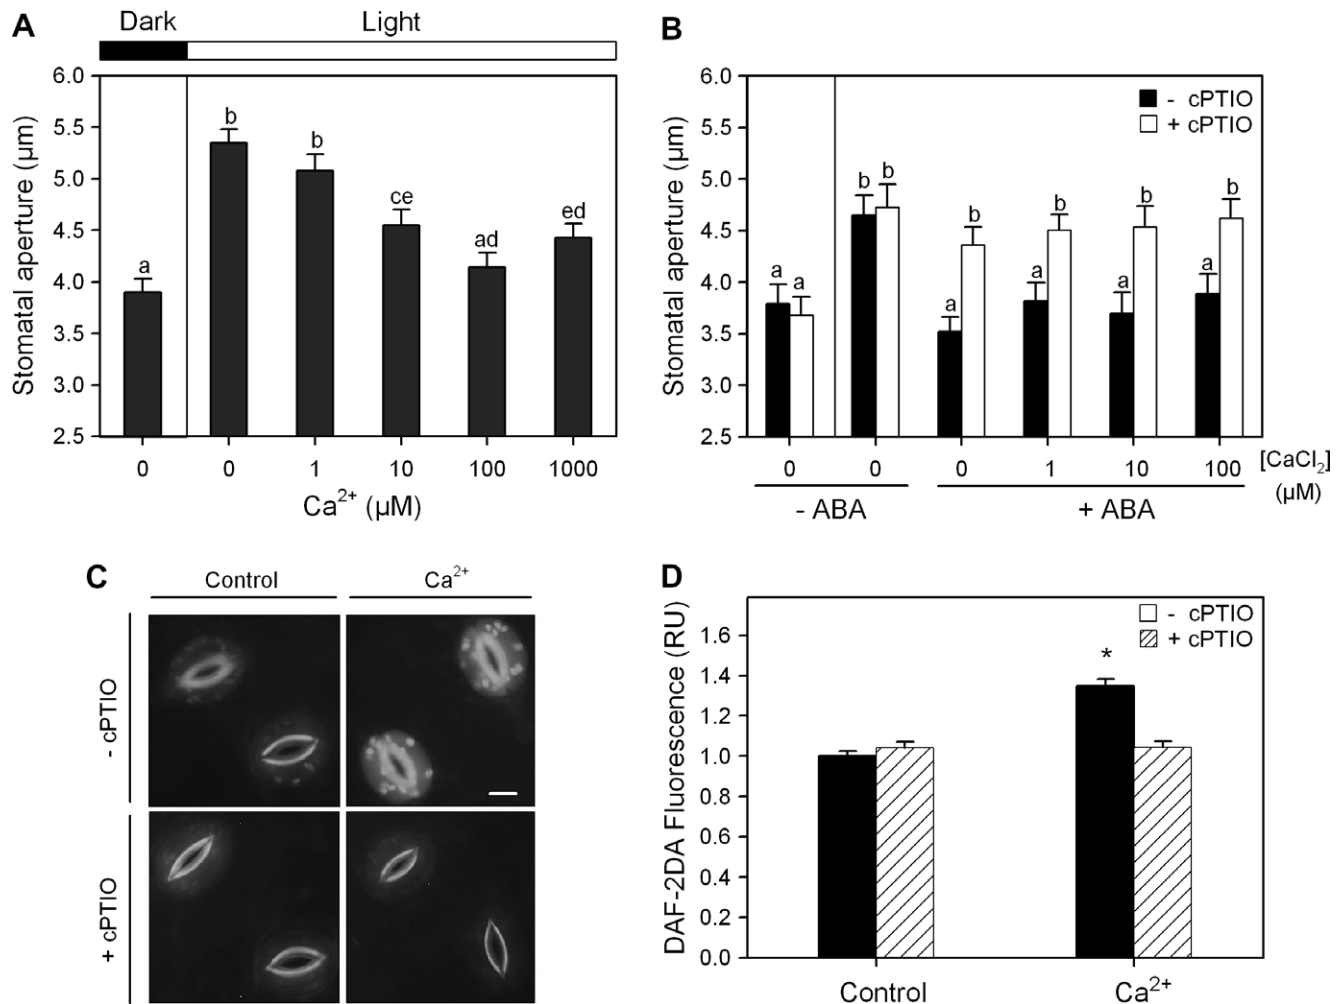 A
Dark Light
Stomatal aperture (µm)
6.0
5.5
5.0
4.5
4.0
3.5
3.0
2.5
a b b ce ad ed
0 0 1 10 100 1000
Ca²⁺ (µM)
B
Stomatal aperture (µm)
- cPTIO
+ cPTIO
6.0
5.5
5.0
4.5
4.0
3.5
3.0
2.5
a a b b a b a b a b a b
0 0 0 1 10 100 [CaCl₂]
(µM)
- ABA + ABA
C
Control Ca²⁺
- cPTIO
+ cPTIO
D
DAF-2DA Fluorescence (RU)
- cPTIO
+ cPTIO
1.6
1.4
1.2
1.0
0.8
0.6
0.4
0.2
0.0
*
Control Ca²⁺